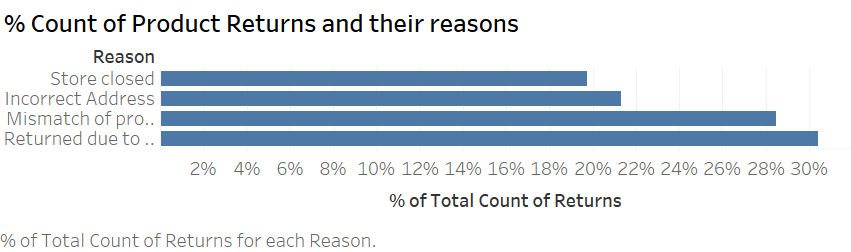 % Count of Product Returns and their reasons
Reason
Store closed
Incorrect Address
Mismatch of pro..
Returned due to ..
2% 4% 6% 8% 10% 12% 14% 16% 18% 20% 22% 24% 26% 28% 30%
% of Total Count of Returns
% of Total Count of Returns for each Reason.